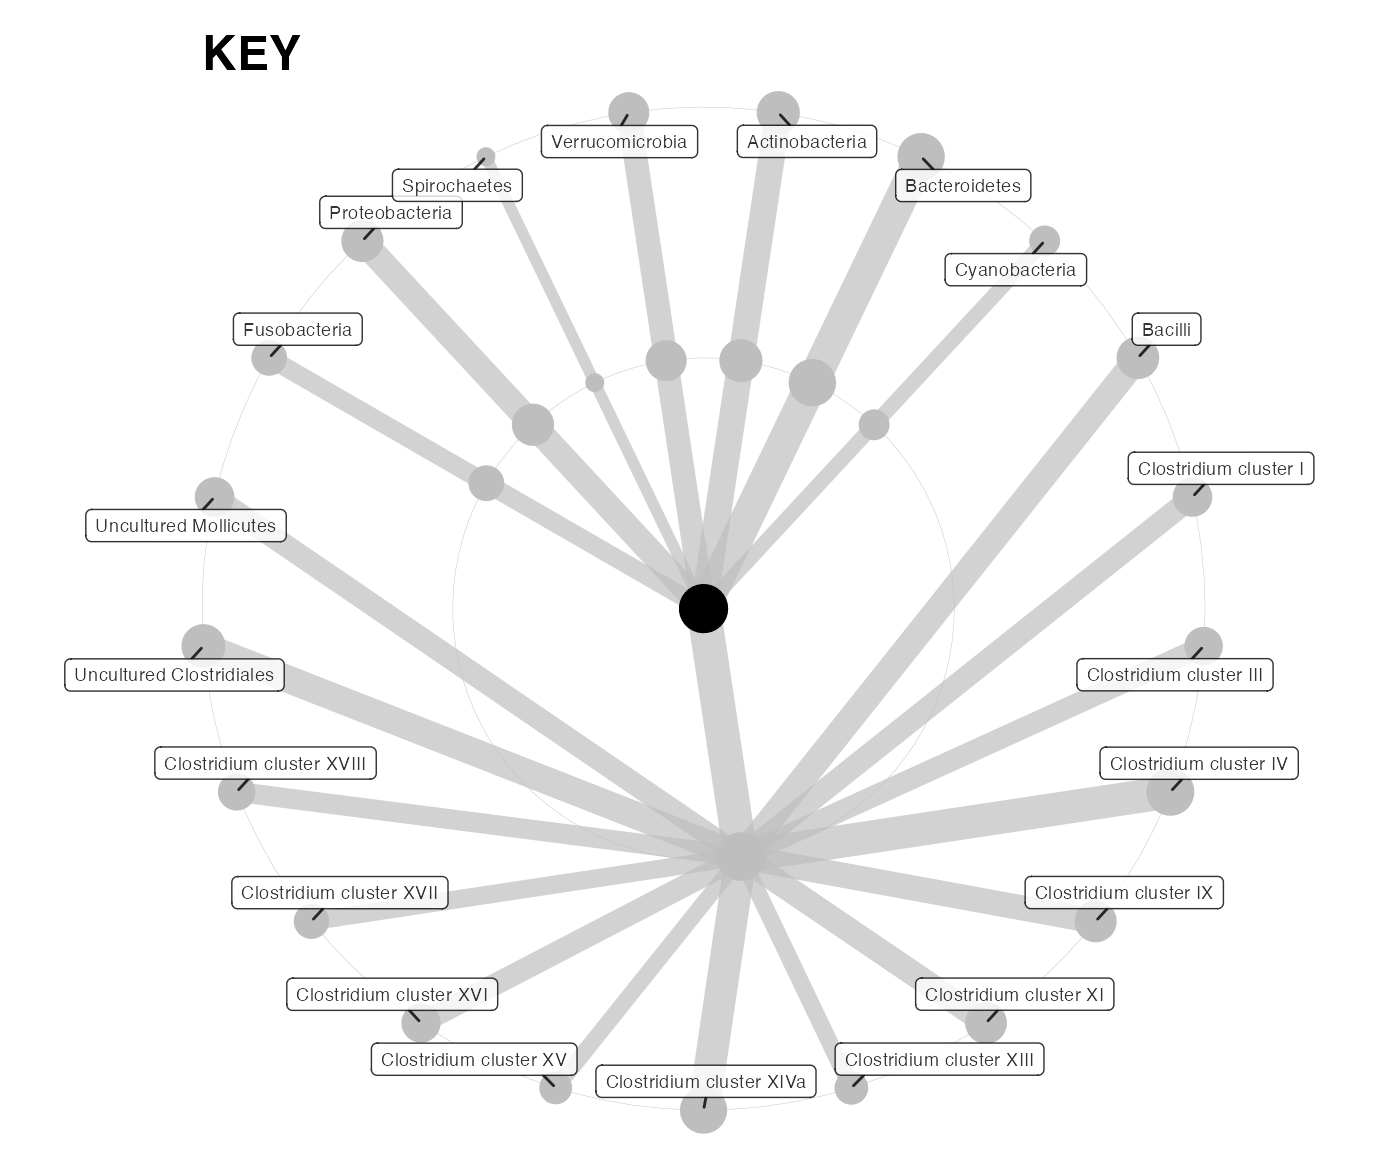 KEY
Verrucomicrobia
Actinobacteria
Spirochaetes
Bacteroidetes
Proteobacteria
Cyanobacteria
Fusobacteria
Bacilli
Clostridium cluster I
Uncultured Mollicutes
Uncultured Clostridiales
Clostridium cluster III
Clostridium cluster XVIII
Clostridium cluster IV
Clostridium cluster XVII
Clostridium cluster IX
Clostridium cluster XVI
Clostridium cluster XI
Clostridium cluster XV
Clostridium cluster XIII
Clostridium cluster XIVa